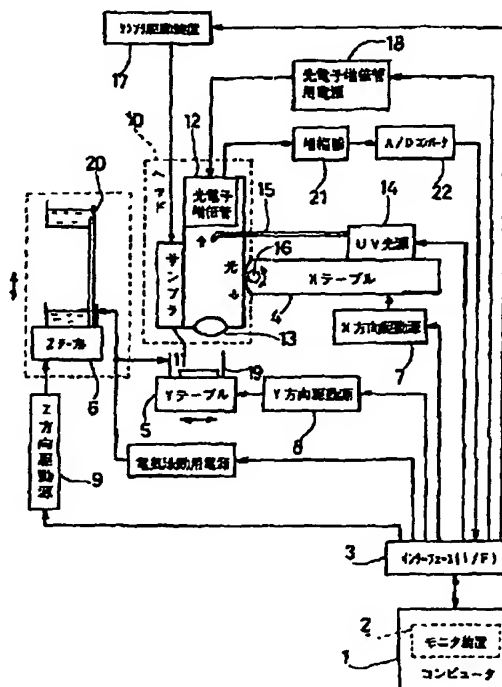 サンプラ駆動装置
17
光電子増倍管
用電源
18
10
ヘッド
12
光電子
増倍管
増幅器
21
A/Dコンバータ
22
20
15
14
UV光源
16
光
サンプラ
Xテーブル
4
13
Zテーブル
6
11
19
X方向駆動源
7
5
Yテーブル
Y方向駆動源
8
Z方向駆動源
9
電気泳動用電源
3
インターフェース(I/F)
2
モニタ装置
1
コンピュータ